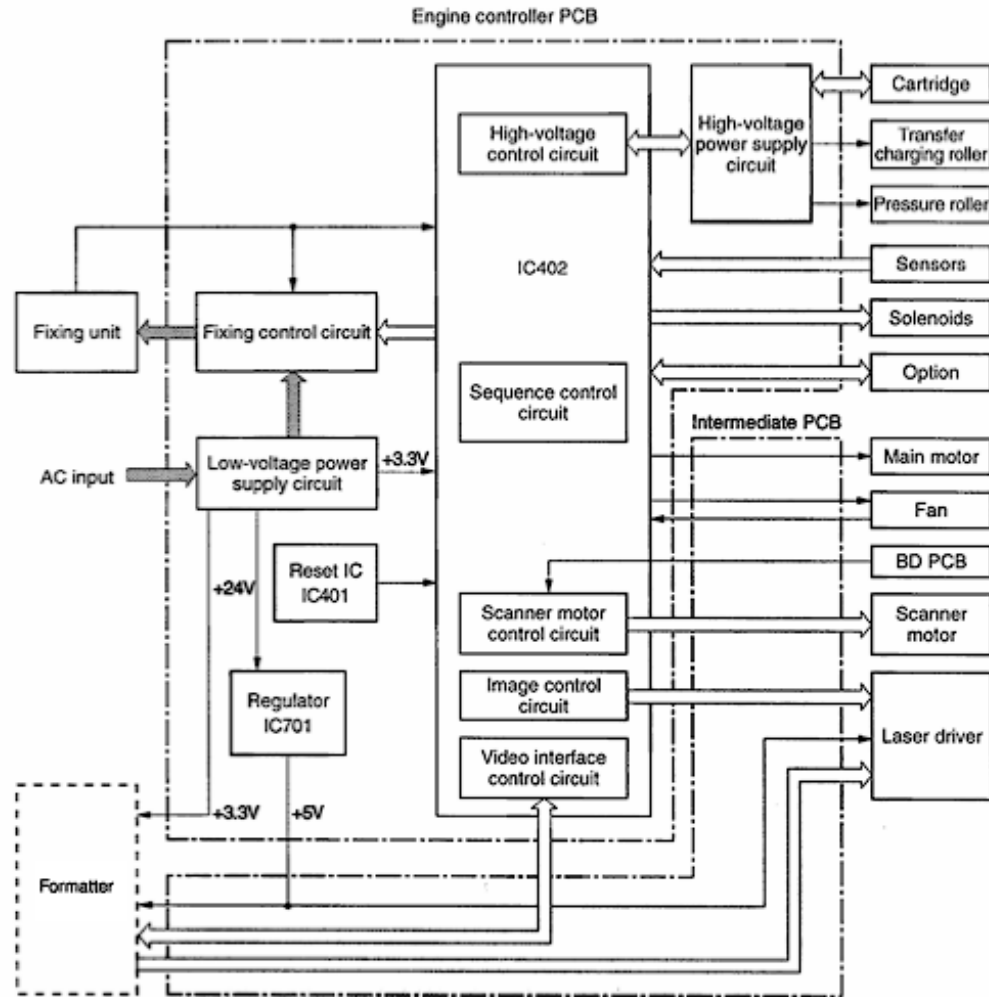 Engine controller PCB
High-voltage
control circuit
High-voltage
power supply
circuit
Cartridge
Transfer
charging roller
Pressure roller
IC402
Sensors
Fixing unit
Fixing control circuit
Solenoids
Sequence control
circuit
Option
Intermediate PCB
AC input
Low-voltage power
supply circuit
+3.3V
Main motor
Fan
+24V
Reset IC
IC401
BD PCB
Scanner motor
control circuit
Scanner
motor
Regulator
IC701
Image control
circuit
Laser driver
Video interface
control circuit
+3.3V
+5V
Formatter